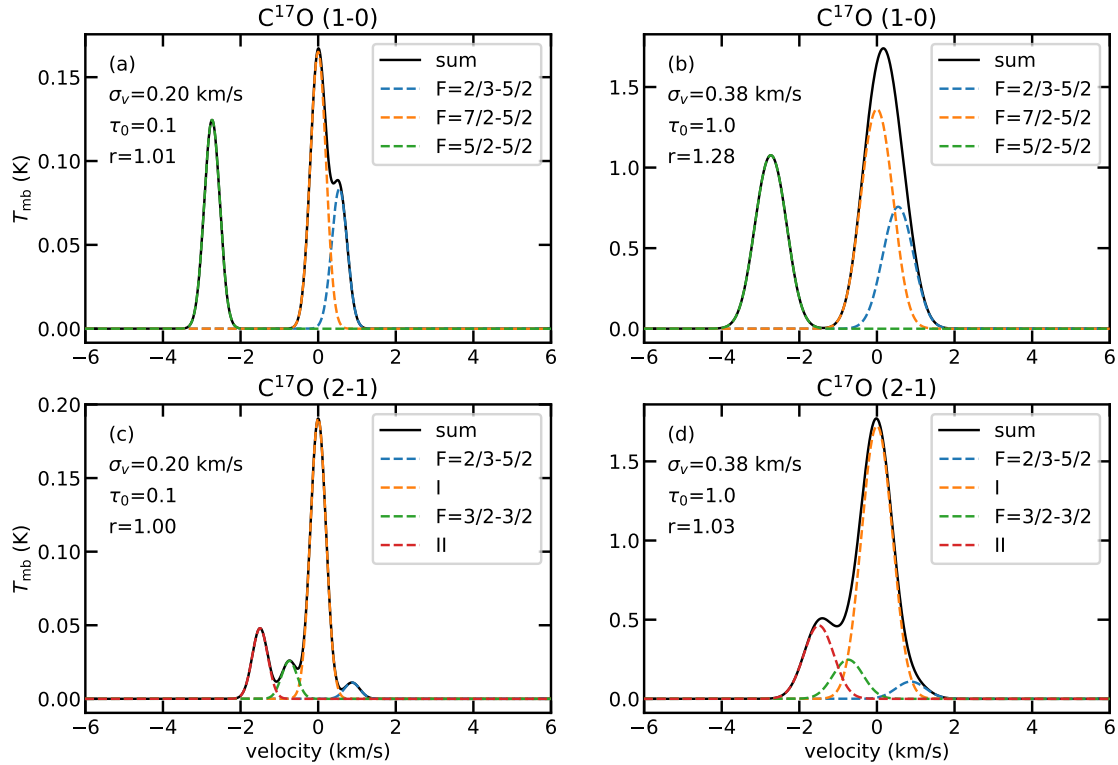 C¹⁷O (1-0)
(a)
σᵥ=0.20 km/s
τ₀=0.1
r=1.01
sum
F=2/3-5/2
F=7/2-5/2
F=5/2-5/2
T_mb (K)
0.15
0.10
0.05
0.00
−6 −4 −2 0 2 4 6
C¹⁷O (1-0)
(b)
σᵥ=0.38 km/s
τ₀=1.0
r=1.28
sum
F=2/3-5/2
F=7/2-5/2
F=5/2-5/2
1.5
1.0
0.5
0.0
−6 −4 −2 0 2 4 6
C¹⁷O (2-1)
(c)
σᵥ=0.20 km/s
τ₀=0.1
r=1.00
sum
F=2/3-5/2
I
F=3/2-3/2
II
T_mb (K)
0.20
0.15
0.10
0.05
0.00
−6 −4 −2 0 2 4 6
velocity (km/s)
C¹⁷O (2-1)
(d)
σᵥ=0.38 km/s
τ₀=1.0
r=1.03
sum
F=2/3-5/2
I
F=3/2-3/2
II
1.5
1.0
0.5
0.0
−6 −4 −2 0 2 4 6
velocity (km/s)